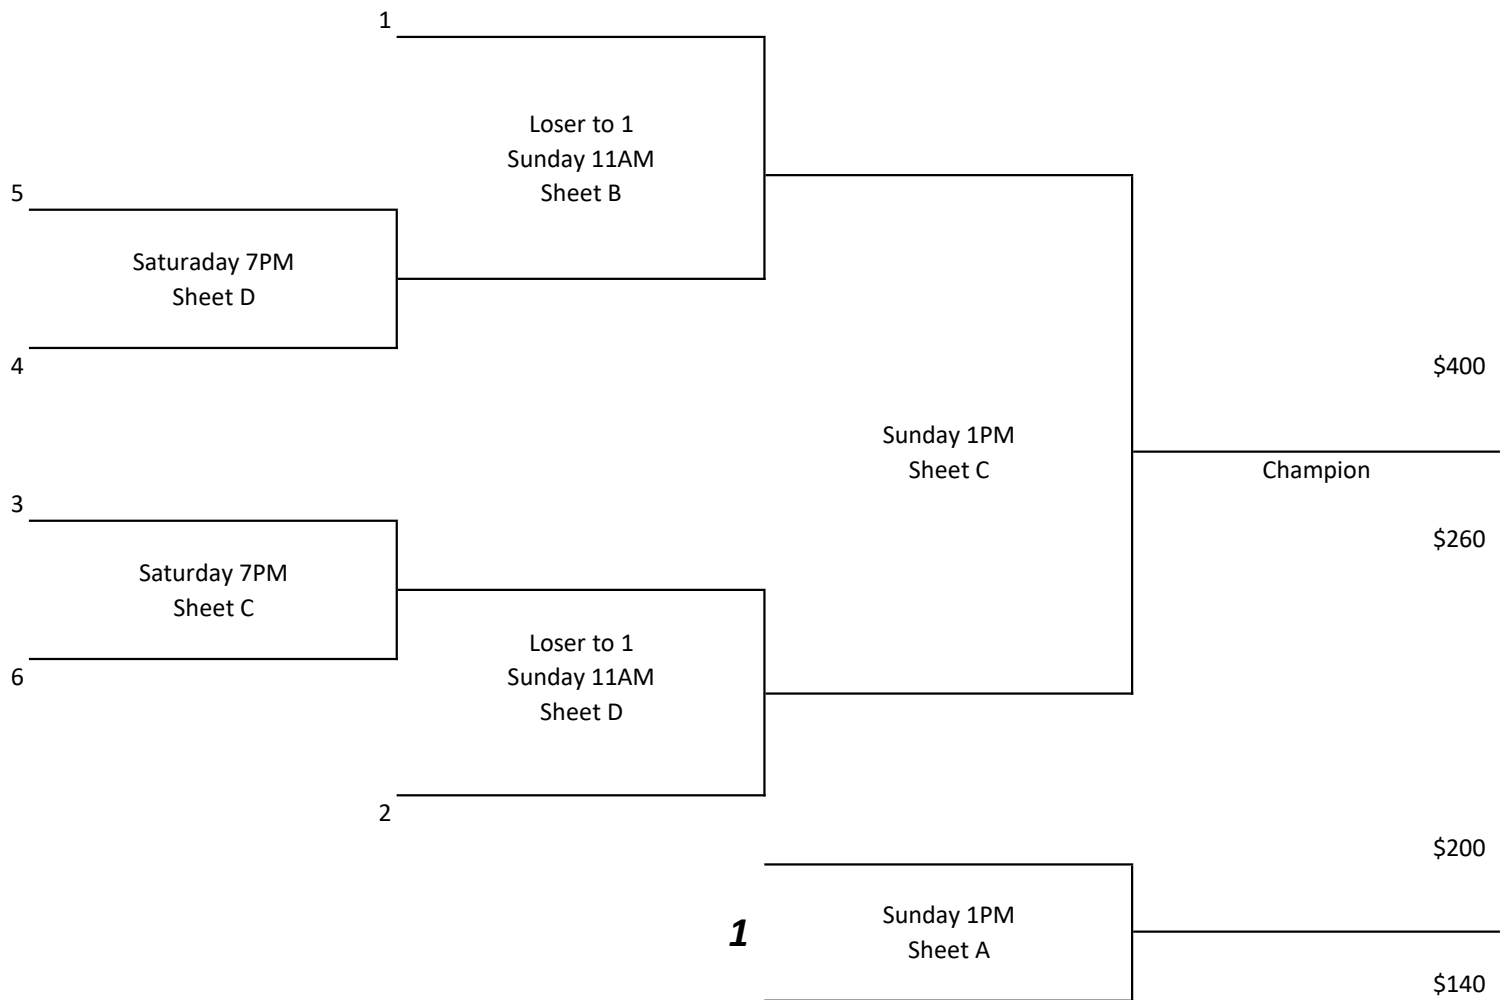 1
Loser to 1
Sunday 11AM
Sheet B
5
Saturaday 7PM
Sheet D
4
$400
Sunday 1PM
Sheet C
Champion
3
$260
Saturday 7PM
Sheet C
Loser to 1
Sunday 11AM
Sheet D
6
2
$200
1
Sunday 1PM
Sheet A
$140